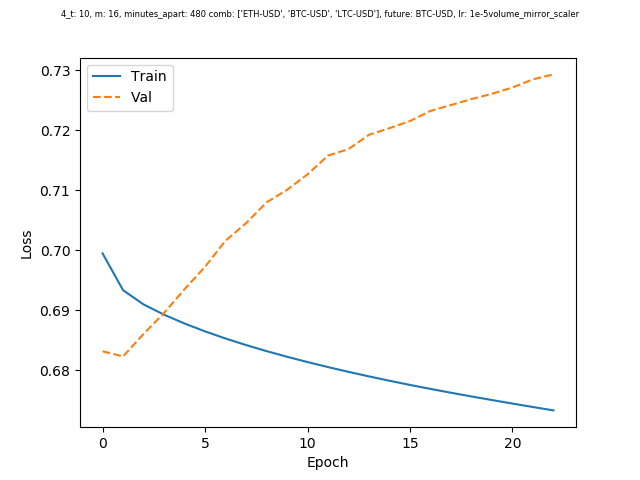 4_t: 10, m: 16, minutes_apart: 480 comb: ['ETH-USD', 'BTC-USD', 'LTC-USD'], future: BTC-USD, lr: 1e-5volume_mirror_scaler
Train
Val
0.73
0.72
0.71
0.70
0.69
0.68
Loss
0
5
10
15
20
Epoch